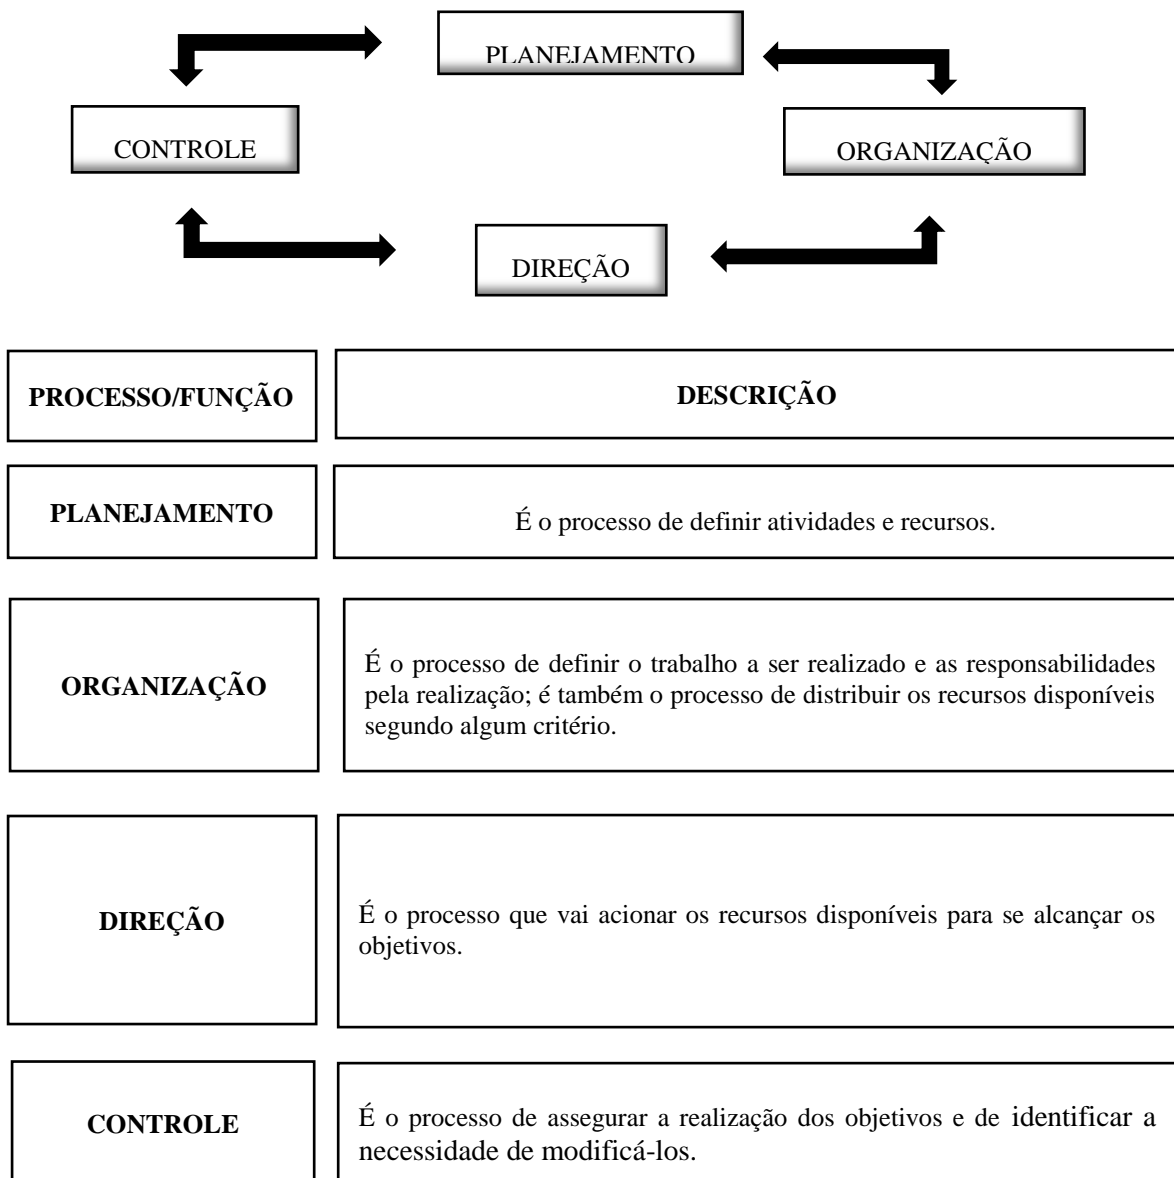 PLANEJAMENTO
CONTROLE
ORGANIZAÇÃO
DIREÇÃO
PROCESSO/FUNÇÃO
DESCRIÇÃO
PLANEJAMENTO
É o processo de definir atividades e recursos.
ORGANIZAÇÃO
É o processo de definir o trabalho a ser realizado e as responsabilidades
pela realização; é também o processo de distribuir os recursos disponíveis
segundo algum critério.
DIREÇÃO
É o processo que vai acionar os recursos disponíveis para se alcançar os
objetivos.
CONTROLE
É o processo de assegurar a realização dos objetivos e de identificar a
necessidade de modificá-los.